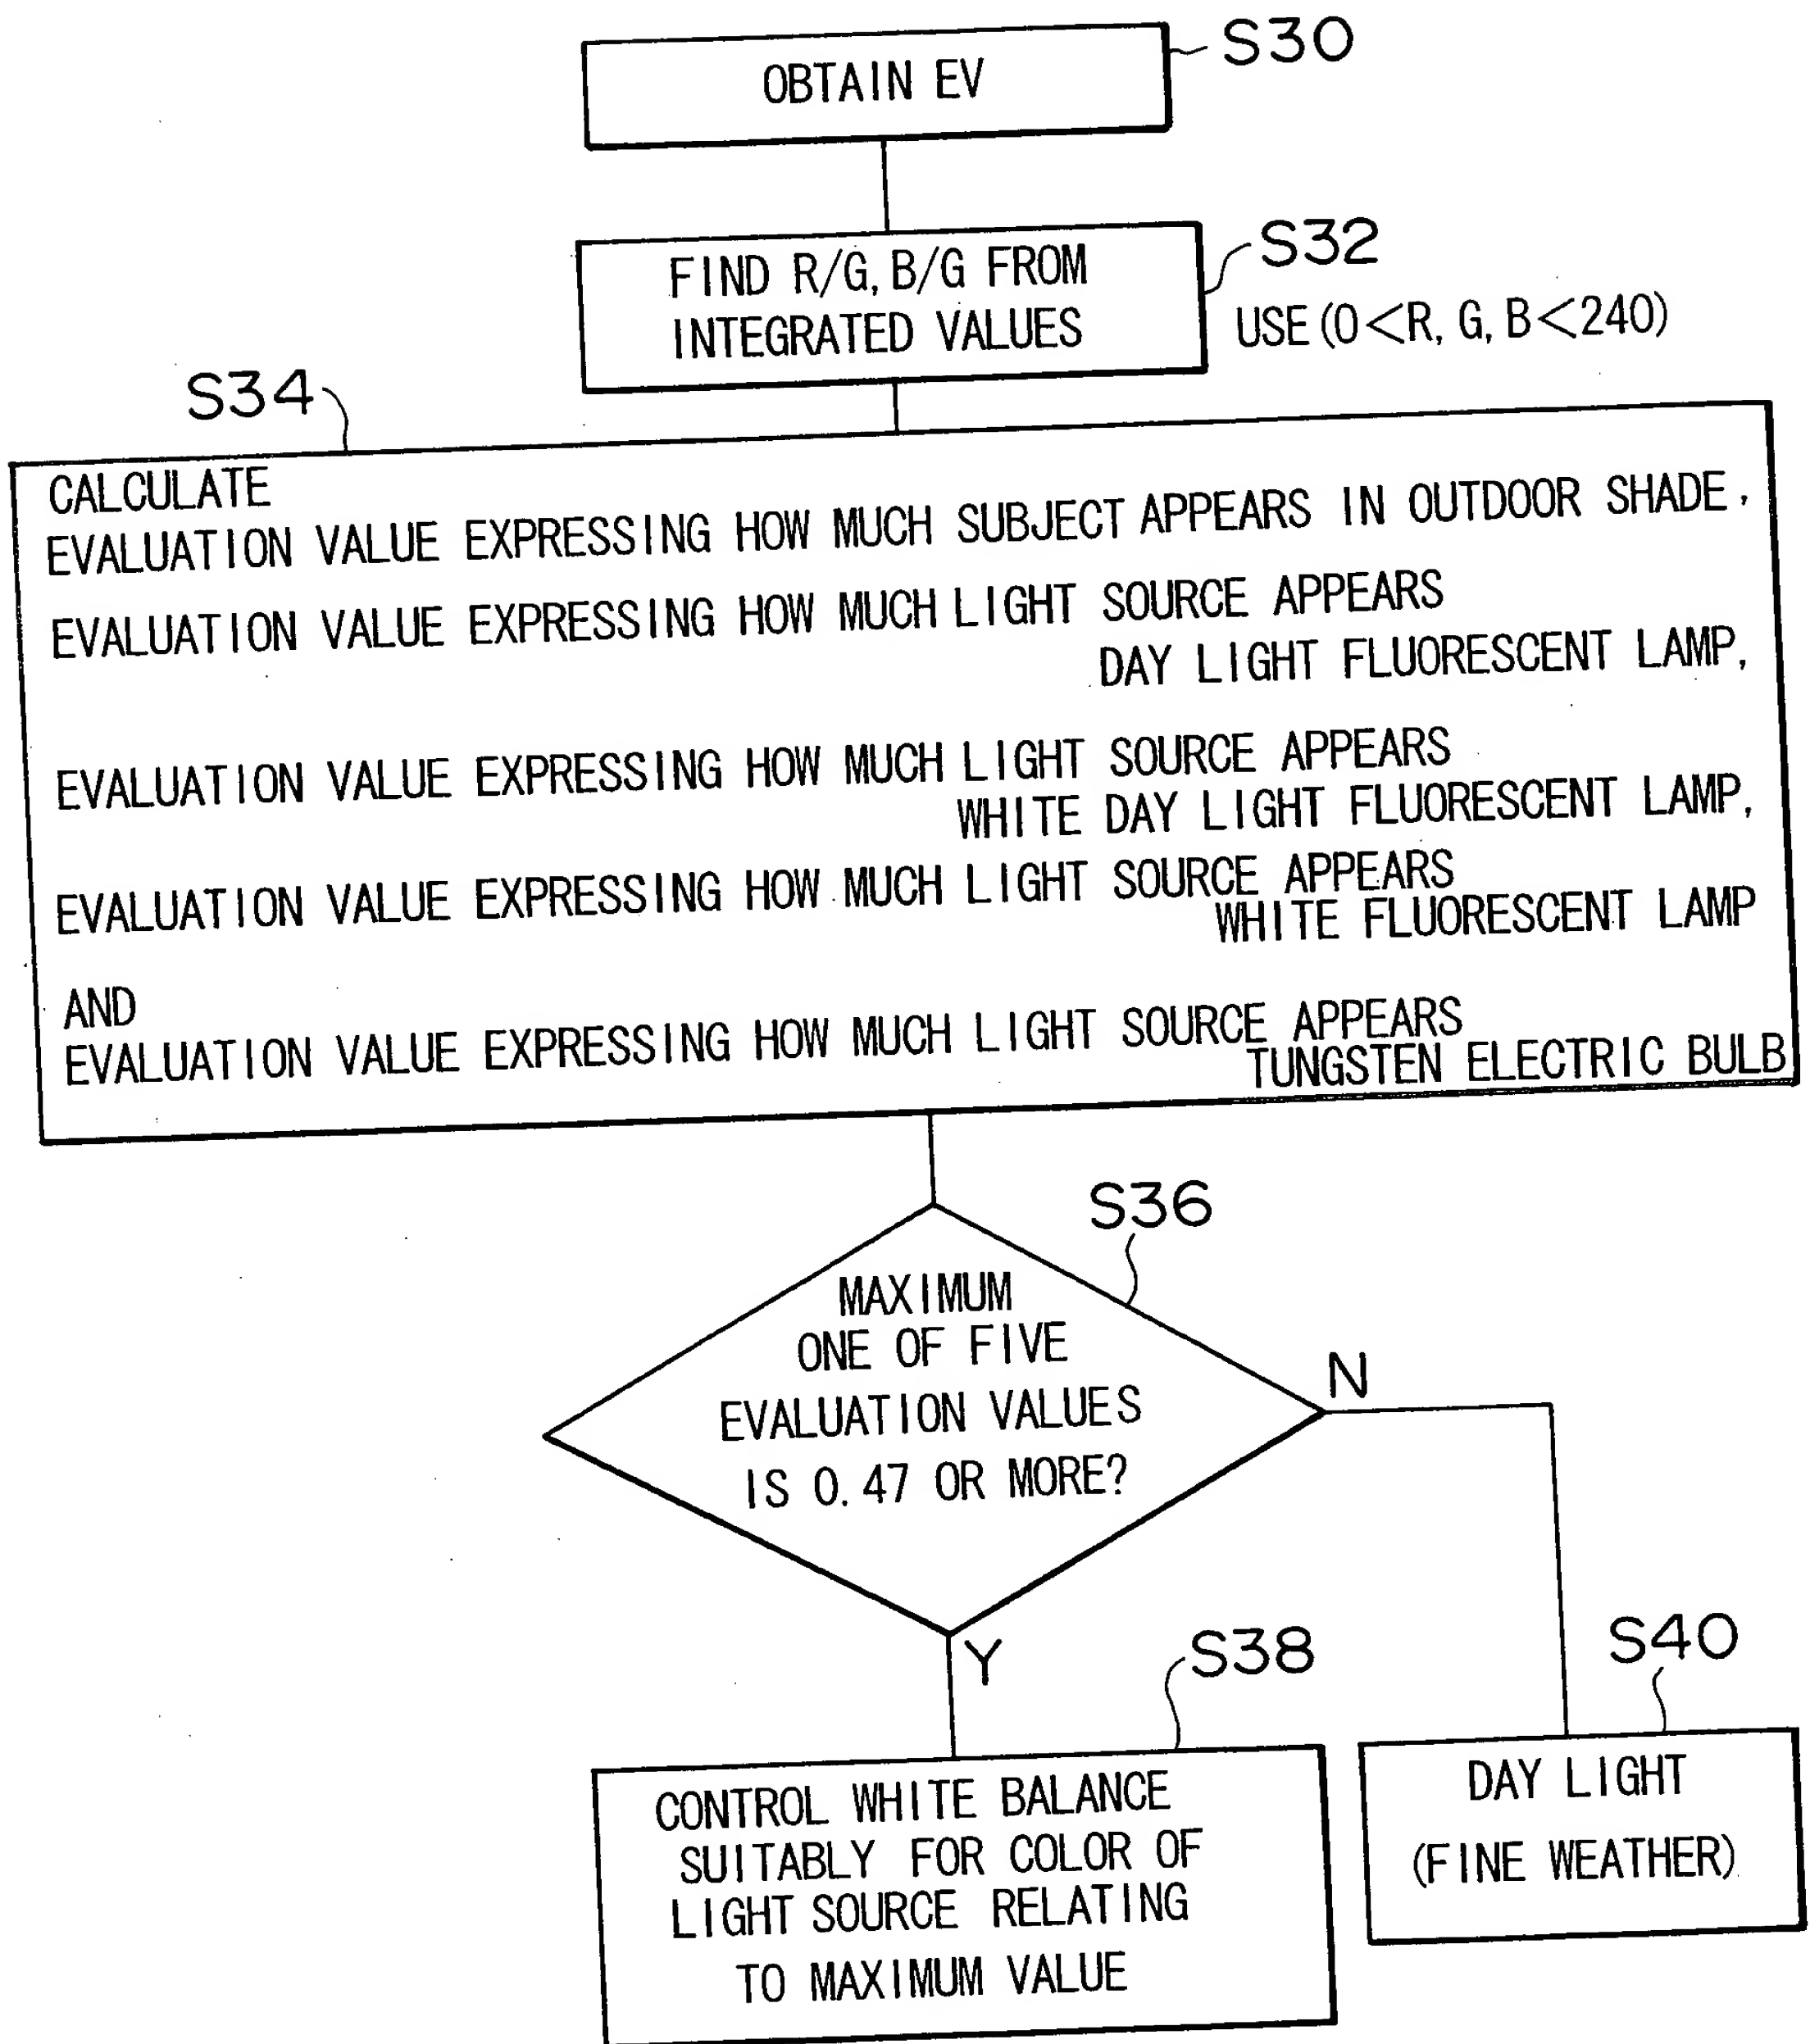 OBTAIN EV
S30
FIND R/G, B/G FROM
INTEGRATED VALUES
S32
USE (0<R, G, B<240)
S34
CALCULATE
EVALUATION VALUE EXPRESSING HOW MUCH SUBJECT APPEARS IN OUTDOOR SHADE,
EVALUATION VALUE EXPRESSING HOW MUCH LIGHT SOURCE APPEARS
DAY LIGHT FLUORESCENT LAMP,
EVALUATION VALUE EXPRESSING HOW MUCH LIGHT SOURCE APPEARS
WHITE DAY LIGHT FLUORESCENT LAMP,
EVALUATION VALUE EXPRESSING HOW MUCH LIGHT SOURCE APPEARS
WHITE FLUORESCENT LAMP
AND
EVALUATION VALUE EXPRESSING HOW MUCH LIGHT SOURCE APPEARS
TUNGSTEN ELECTRIC BULB
S36
MAXIMUM
ONE OF FIVE
EVALUATION VALUES
IS 0.47 OR MORE?
N
Y
S38
CONTROL WHITE BALANCE
SUITABLY FOR COLOR OF
LIGHT SOURCE RELATING
TO MAXIMUM VALUE
S40
DAY LIGHT
(FINE WEATHER)